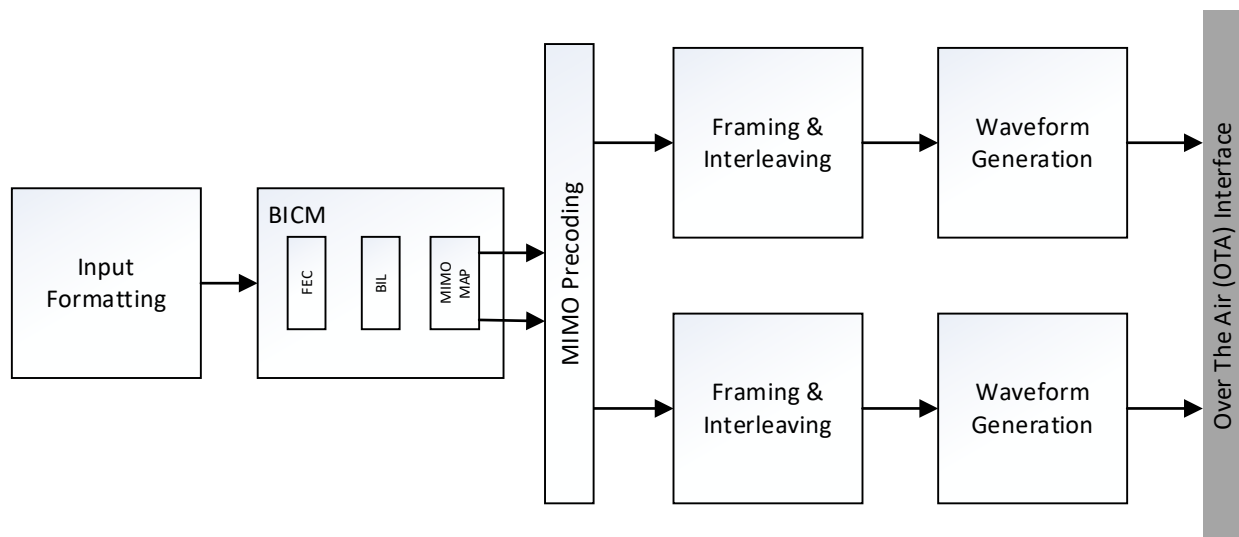 Input
Formatting
BICM
FEC
BIL
MIMO
MAP
MIMO Precoding
Framing &
Interleaving
Waveform
Generation
Framing &
Interleaving
Waveform
Generation
Over The Air (OTA) Interface